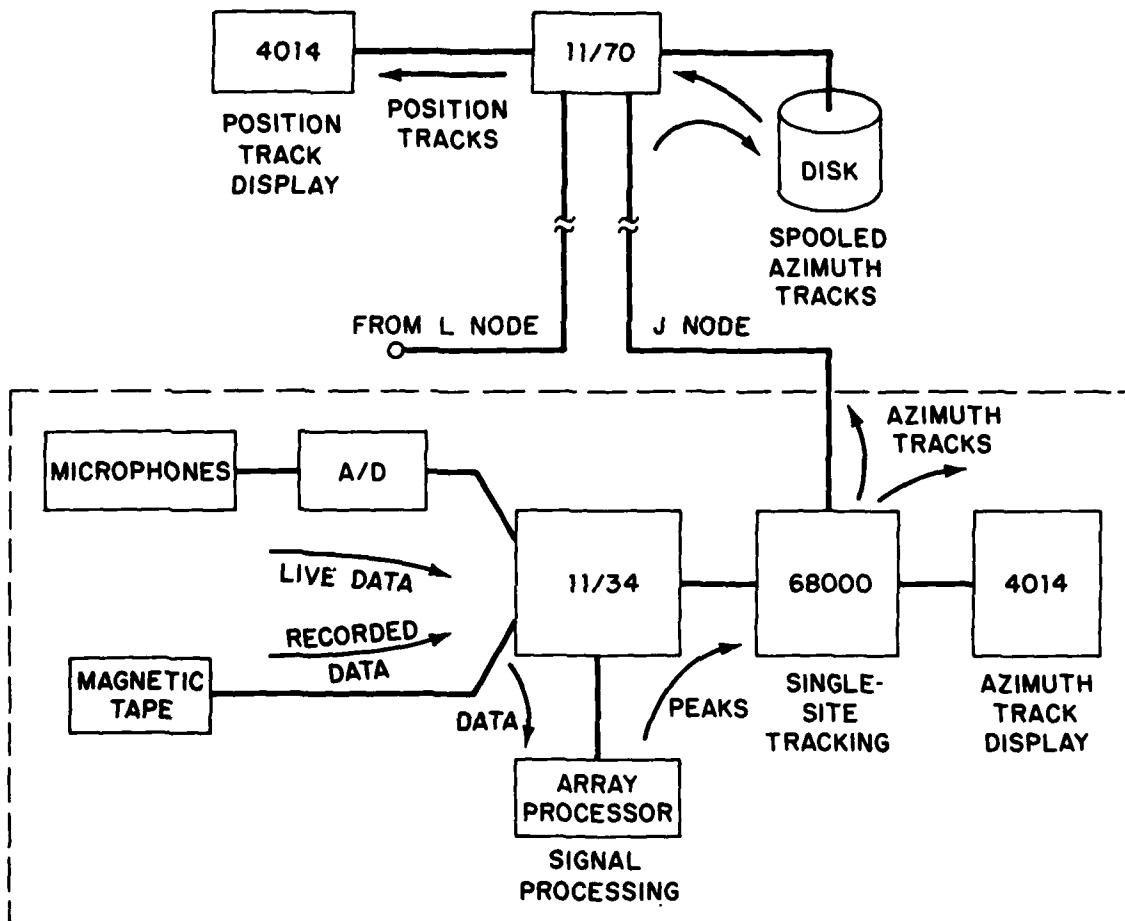 4014
11/70
POSITION
TRACKS
POSITION
TRACK
DISPLAY
DISK
SPOOLED
AZIMUTH
TRACKS
FROM L NODE
J NODE
AZIMUTH
TRACKS
MICROPHONES
A/D
LIVE DATA
11/34
68000
4014
RECORDED
DATA
MAGNETIC
TAPE
DATA
PEAKS
SINGLE-
SITE
TRACKING
AZIMUTH
TRACK
DISPLAY
ARRAY
PROCESSOR
SIGNAL
PROCESSING